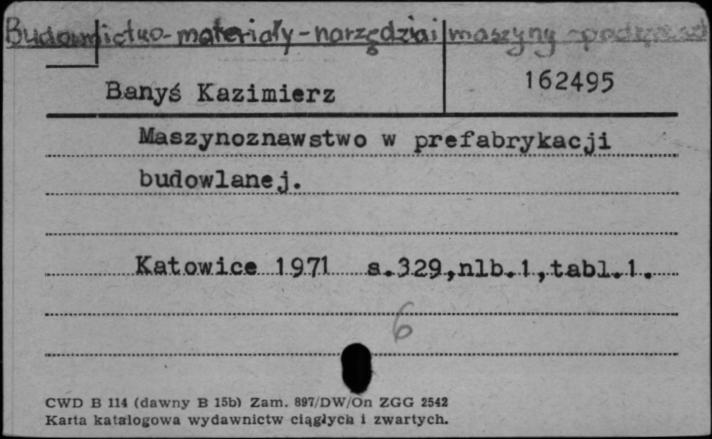 Budownictwo-materiały-narzędzia i maszyny -podręcznik
162495
Banyś Kazimierz
Maszynoznawstwo w prefabrykacji
budowlanej.
Katowice 1971 s.329,nlb.1,tabl.1.
6
CWD B 114 (dawny B 15b) Zam. 897/DW/On ZGG 2542
Karta katalogowa wydawnictw ciągłych i zwartych.